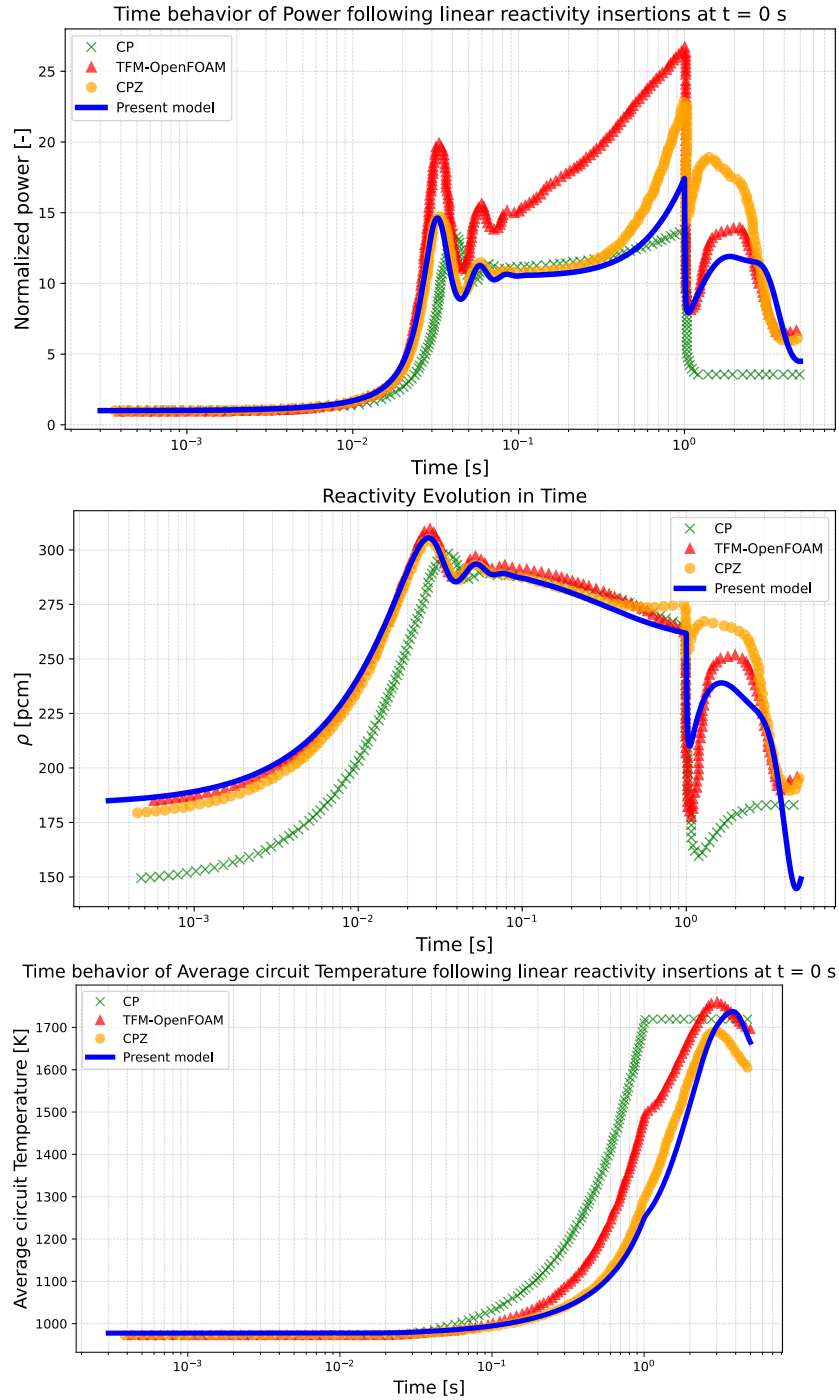 Time behavior of Power following linear reactivity insertions at t = 0 s
CP
TFM-OpenFOAM
CPZ
Present model
Normalized power [-]
25
20
15
10
5
0
10⁻³
10⁻²
10⁻¹
10⁰
Time [s]
Reactivity Evolution in Time
CP
TFM-OpenFOAM
CPZ
Present model
ρ [pcm]
300
275
250
225
200
175
150
10⁻³
10⁻²
10⁻¹
10⁰
Time [s]
Time behavior of Average circuit Temperature following linear reactivity insertions at t = 0 s
CP
TFM-OpenFOAM
CPZ
Present model
Average circuit Temperature [K]
1700
1600
1500
1400
1300
1200
1100
1000
10⁻³
10⁻²
10⁻¹
10⁰
Time [s]